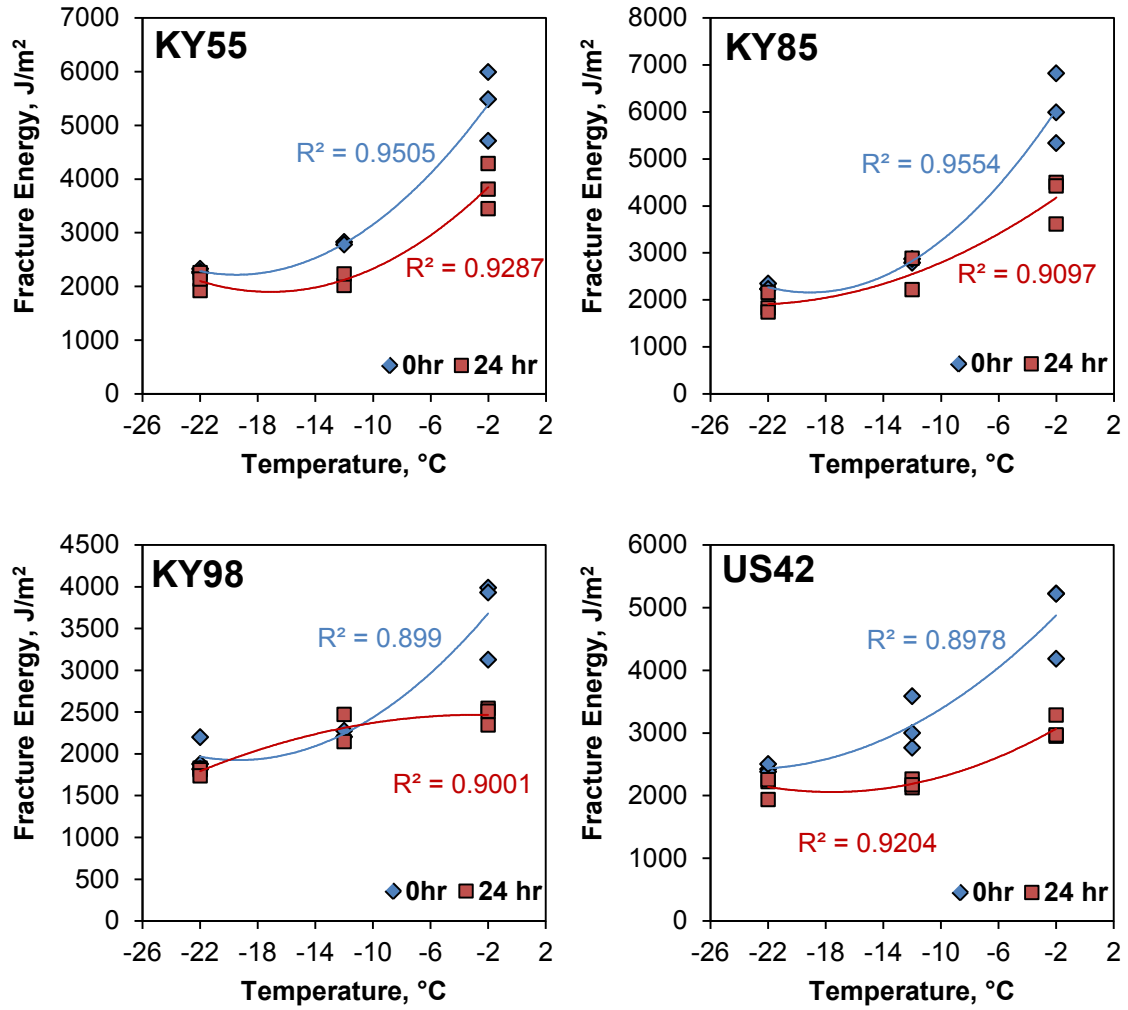 KY55
Fracture Energy, J/m²
7000
6000
5000
4000
3000
2000
1000
0
R² = 0.9505
R² = 0.9287
0hr 24 hr
-26 -22 -18 -14 -10 -6 -2 2
Temperature, °C
KY85
Fracture Energy, J/m²
8000
7000
6000
5000
4000
3000
2000
1000
0
R² = 0.9554
R² = 0.9097
0hr 24 hr
-26 -22 -18 -14 -10 -6 -2 2
Temperature, °C
KY98
Fracture Energy, J/m²
4500
4000
3500
3000
2500
2000
1500
1000
500
0
R² = 0.899
R² = 0.9001
0hr 24 hr
-26 -22 -18 -14 -10 -6 -2 2
Temperature, °C
US42
Fracture Energy, J/m²
6000
5000
4000
3000
2000
1000
0
R² = 0.8978
R² = 0.9204
0hr 24 hr
-26 -22 -18 -14 -10 -6 -2 2
Temperature, °C